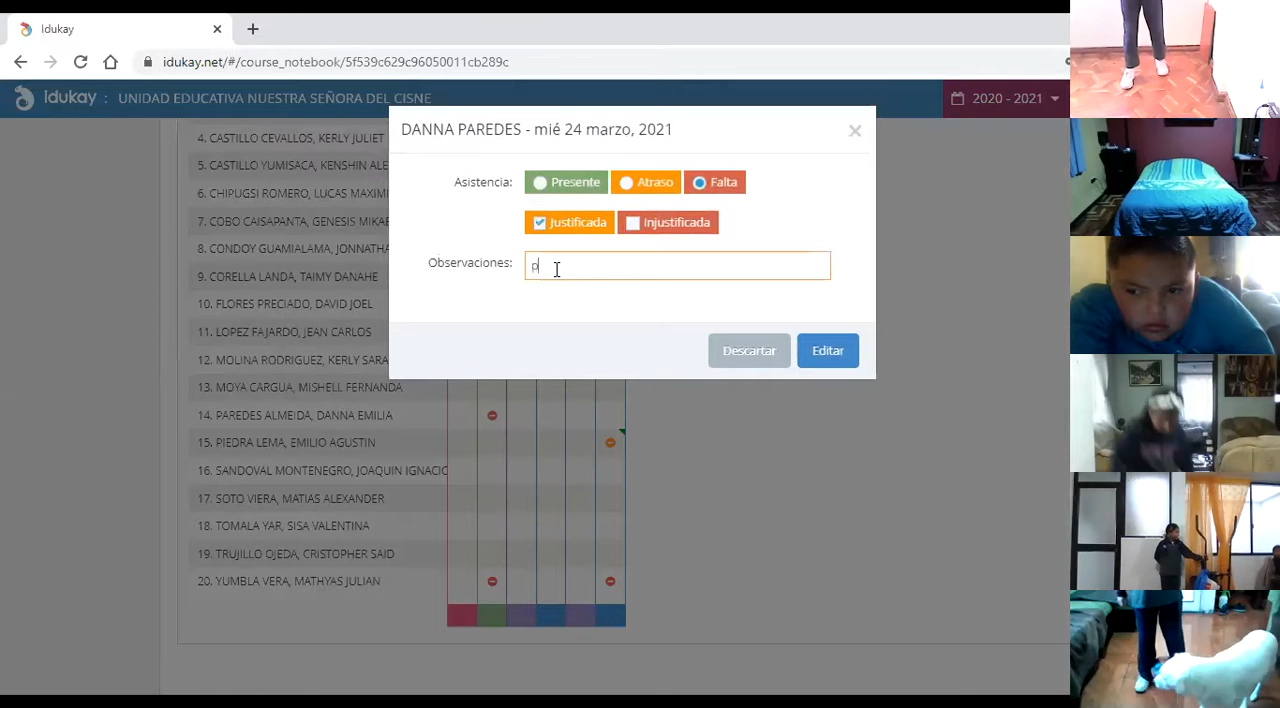 Idukay
idukay.net/#/course_notebook/5f539c629c96050011cb289c
idukay : UNIDAD EDUCATIVA NUESTRA SEÑORA DEL CISNE
2020 - 2021
DANNA PAREDES - mié 24 marzo, 2021
Asistencia: Presente Atraso Falta
Justificada Injustificada
Observaciones: p
Descartar Editar
4. CASTILLO CEVALLOS, KERLY JULIET
5. CASTILLO YUMISACA, KENSHIN ALE
6. CHIPUGSI ROMERO, LUCAS MAXIMI
7. COBO CAISAPANTA, GENESIS MIKAE
8. CONDOY GUAMIALAMA, JONNATHA
9. CORELLA LANDA, TAIMY DANAHE
10. FLORES PRECIADO, DAVID JOEL
11. LOPEZ FAJARDO, JEAN CARLOS
12. MOLINA RODRIGUEZ, KERLY SARA
13. MOYA CARGUA, MISHELL FERNANDA
14. PAREDES ALMEIDA, DANNA EMILIA
15. PIEDRA LEMA, EMILIO AGUSTIN
16. SANDOVAL MONTENEGRO, JOAQUIN IGNACIO
17. SOTO VIERA, MATIAS ALEXANDER
18. TOMALA YAR, SISA VALENTINA
19. TRUJILLO OJEDA, CRISTOPHER SAID
20. YUMBLA VERA, MATHYAS JULIAN